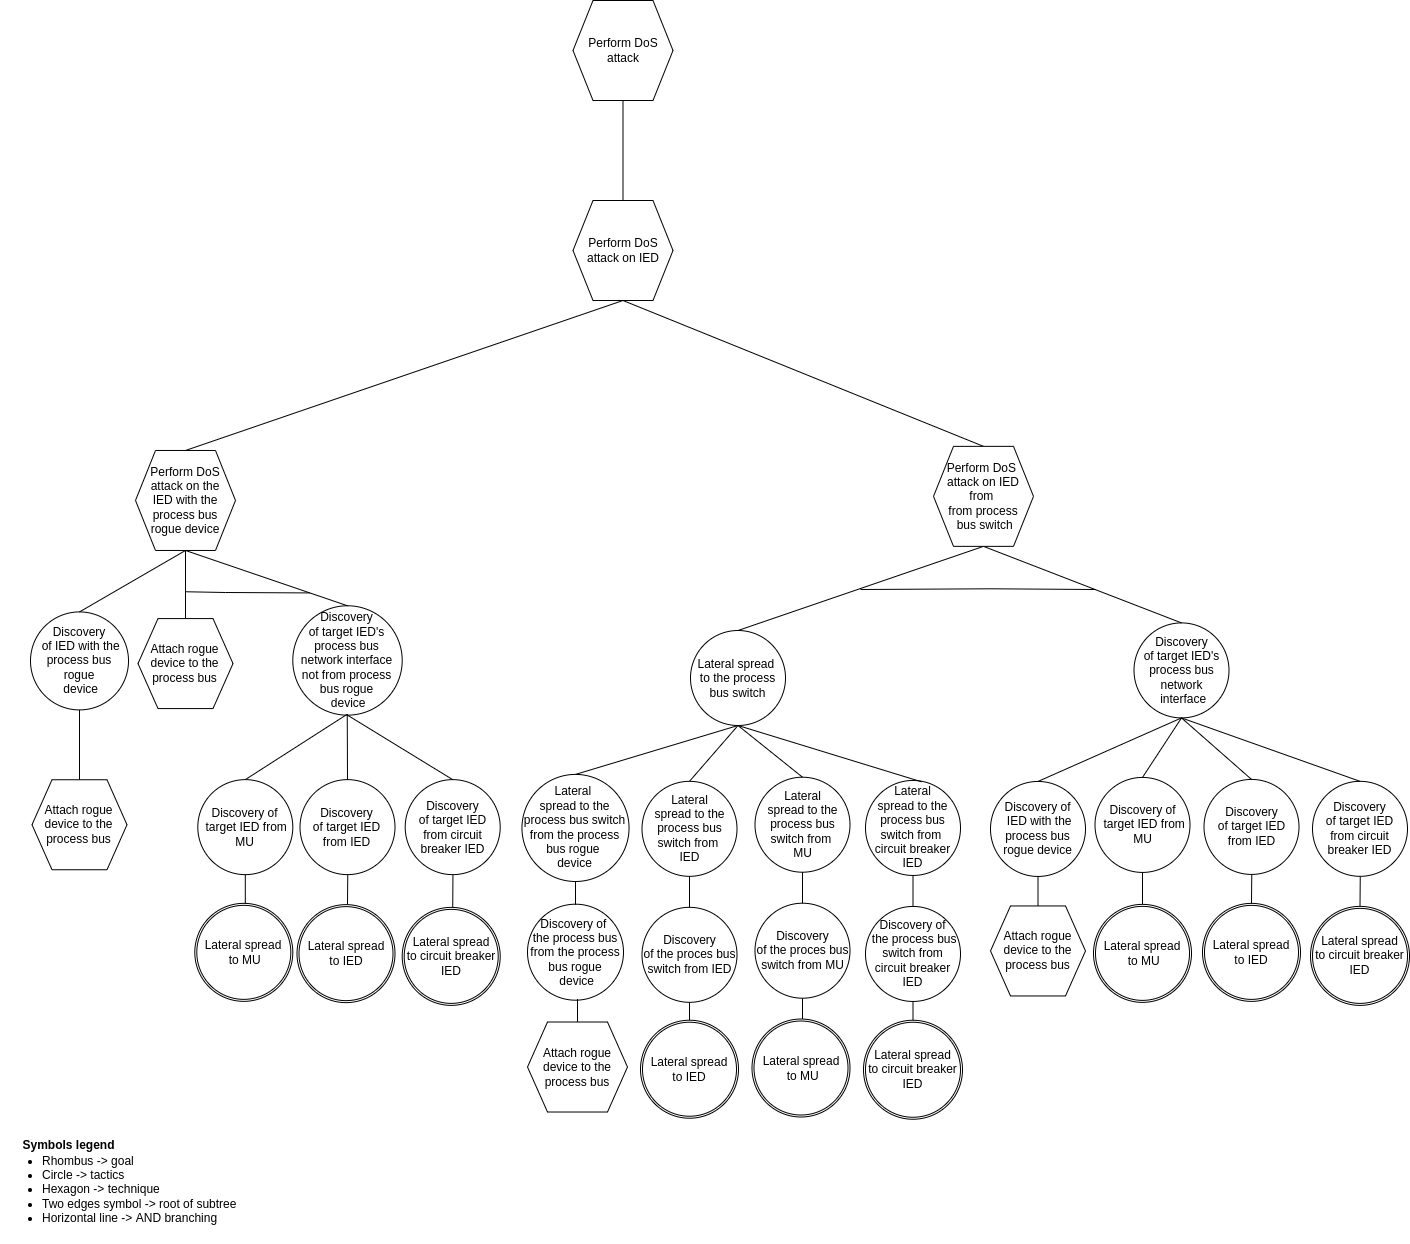 Perform DoS
attack
Perform DoS
attack on IED
Perform DoS
attack on the
IED with the
process bus
rogue device
Perform DoS
attack on IED
from
from process
bus switch
Discovery
of IED with the
process bus
rogue
device
Attach rogue
device to the
process bus
Discovery
of target IED's
process bus
network interface
not from process
bus rogue
device
Lateral spread
to the process
bus switch
Discovery
of target IED's
process bus
network
interface
Attach rogue
device to the
process bus
Discovery of
target IED from
MU
Discovery
of target IED
from IED
Discovery
of target IED
from circuit
breaker IED
Lateral
spread to the
process bus switch
from the process
bus rogue
device
Lateral
spread to the
process bus
switch from
IED
Lateral
spread to the
process bus
switch from
MU
Lateral
spread to the
process bus
switch from
circuit breaker
IED
Discovery of
IED with the
process bus
rogue device
Discovery of
target IED from
MU
Discovery
of target IED
from IED
Discovery
of target IED
from circuit
breaker IED
Lateral spread
to MU
Lateral spread
to IED
Lateral spread
to circuit breaker
IED
Discovery of
the process bus
from the process
bus rogue
device
Discovery
of the proces bus
switch from IED
Discovery
of the proces bus
switch from MU
Discovery of
the process bus
switch from
circuit breaker
IED
Attach rogue
device to the
process bus
Lateral spread
to MU
Lateral spread
to IED
Lateral spread
to circuit breaker
IED
Attach rogue
device to the
process bus
Lateral spread
to IED
Lateral spread
to MU
Lateral spread
to circuit breaker
IED
Symbols legend
• Rhombus -> goal
• Circle -> tactics
• Hexagon -> technique
• Two edges symbol -> root of subtree
• Horizontal line -> AND branching